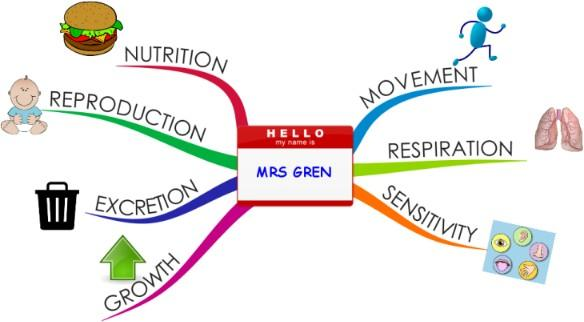 NUTRITION
MOVEMENT
REPRODUCTION
HELLO
my name is
MRS GREN
RESPIRATION
EXCRETION
SENSITIVITY
GROWTH